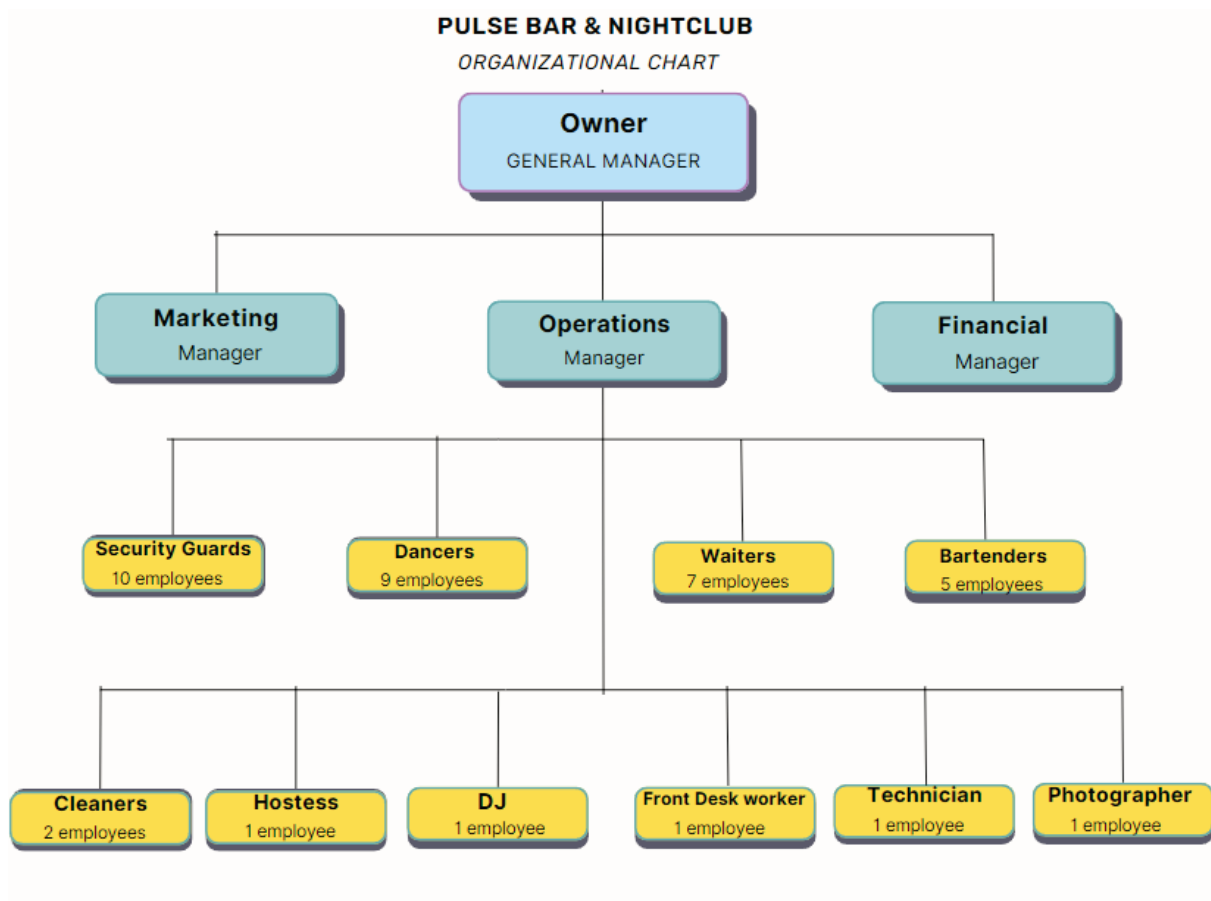 PULSE BAR & NIGHTCLUB
ORGANIZATIONAL CHART
Owner
GENERAL MANAGER
Marketing
Manager
Operations
Manager
Financial
Manager
Security Guards
10 employees
Dancers
9 employees
Waiters
7 employees
Bartenders
5 employees
Cleaners
2 employees
Hostess
1 employee
DJ
1 employee
Front Desk worker
1 employee
Technician
1 employee
Photographer
1 employee